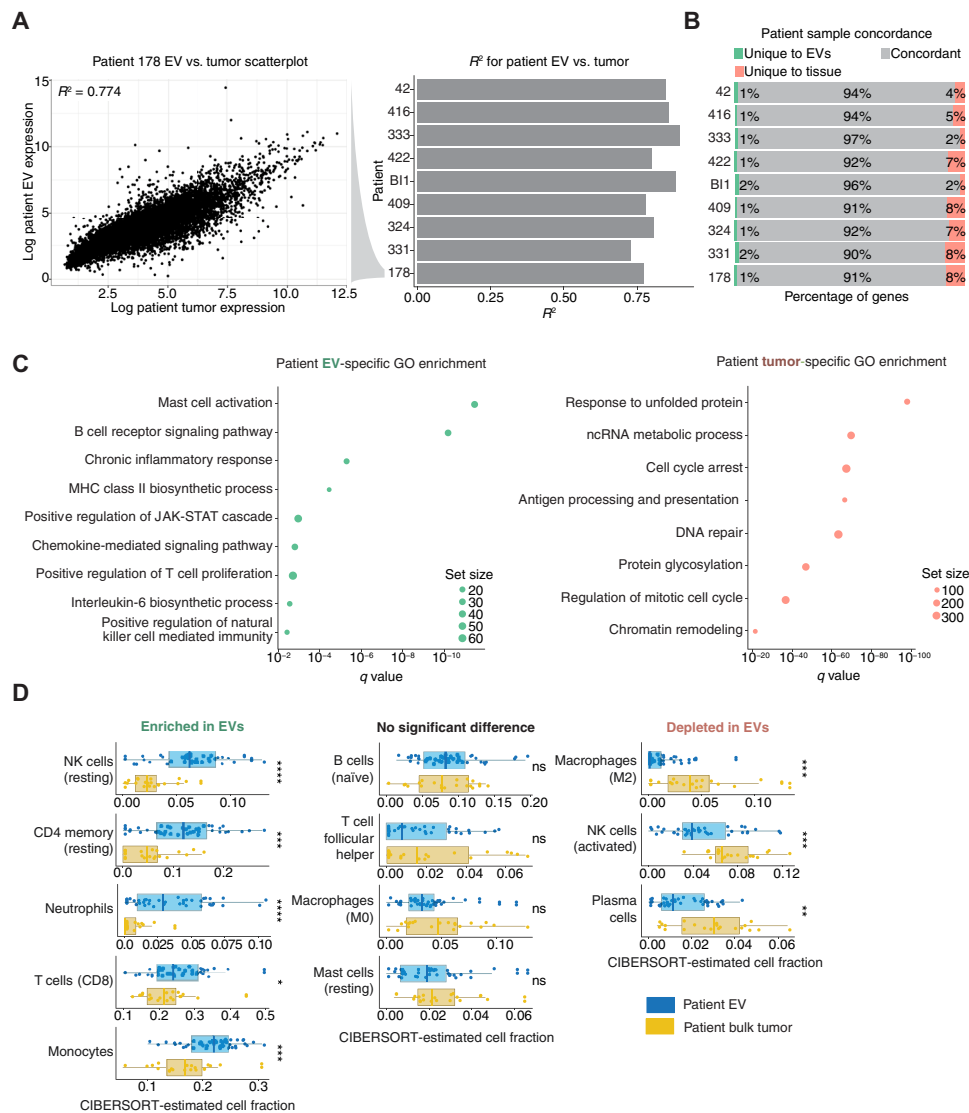 A
Patient 178 EV vs. tumor scatterplot
R² = 0.774
Log patient EV expression
15
10
5
0
2.5
5.0
7.5
10.0
12.5
Log patient tumor expression
R² for patient EV vs. tumor
Patient
42
416
333
422
BI1
409
324
331
178
0.00
0.25
0.50
0.75
R²
B
Patient sample concordance
Unique to EVs
Concordant
Unique to tissue
42 1% 94% 4%
416 1% 94% 5%
333 1% 97% 2%
422 1% 92% 7%
BI1 2% 96% 2%
409 1% 91% 8%
324 1% 92% 7%
331 2% 90% 8%
178 1% 91% 8%
Percentage of genes
C
Patient EV-specific GO enrichment
Mast cell activation
B cell receptor signaling pathway
Chronic inflammatory response
MHC class II biosynthetic process
Positive regulation of JAK-STAT cascade
Chemokine-mediated signaling pathway
Positive regulation of T cell proliferation
Interleukin-6 biosynthetic process
Positive regulation of natural
killer cell mediated immunity
Set size
20
30
40
50
60
10⁻² 10⁻⁴ 10⁻⁶ 10⁻⁸ 10⁻¹⁰
q value
Patient tumor-specific GO enrichment
Response to unfolded protein
ncRNA metabolic process
Cell cycle arrest
Antigen processing and presentation
DNA repair
Protein glycosylation
Regulation of mitotic cell cycle
Chromatin remodeling
Set size
100
200
300
10⁻²⁰ 10⁻⁴⁰ 10⁻⁶⁰ 10⁻⁸⁰ 10⁻¹⁰⁰
q value
D
Enriched in EVs
NK cells
(resting)
****
0.00 0.05 0.10
CD4 memory
(resting)
***
0.00 0.1 0.2
Neutrophils
****
0.00 0.05 0.10
T cells (CD8)
*
0.1 0.2 0.3 0.4 0.5
Monocytes
***
0.1 0.2 0.3
CIBERSORT-estimated cell fraction
No significant difference
B cells
(naïve)
ns
0.00 0.05 0.10 0.15 0.20
T cell
follicular
helper
ns
0.00 0.02 0.04 0.06
Macrophages
(M0)
ns
0.00 0.05 0.10
Mast cells
(resting)
ns
0.00 0.02 0.04 0.06
CIBERSORT-estimated cell fraction
Depleted in EVs
Macrophages
(M2)
***
0.00 0.05 0.10
NK cells
(activated)
***
0.00 0.04 0.08 0.12
Plasma
cells
**
0.00 0.02 0.04 0.06
CIBERSORT-estimated cell fraction
Patient EV
Patient bulk tumor